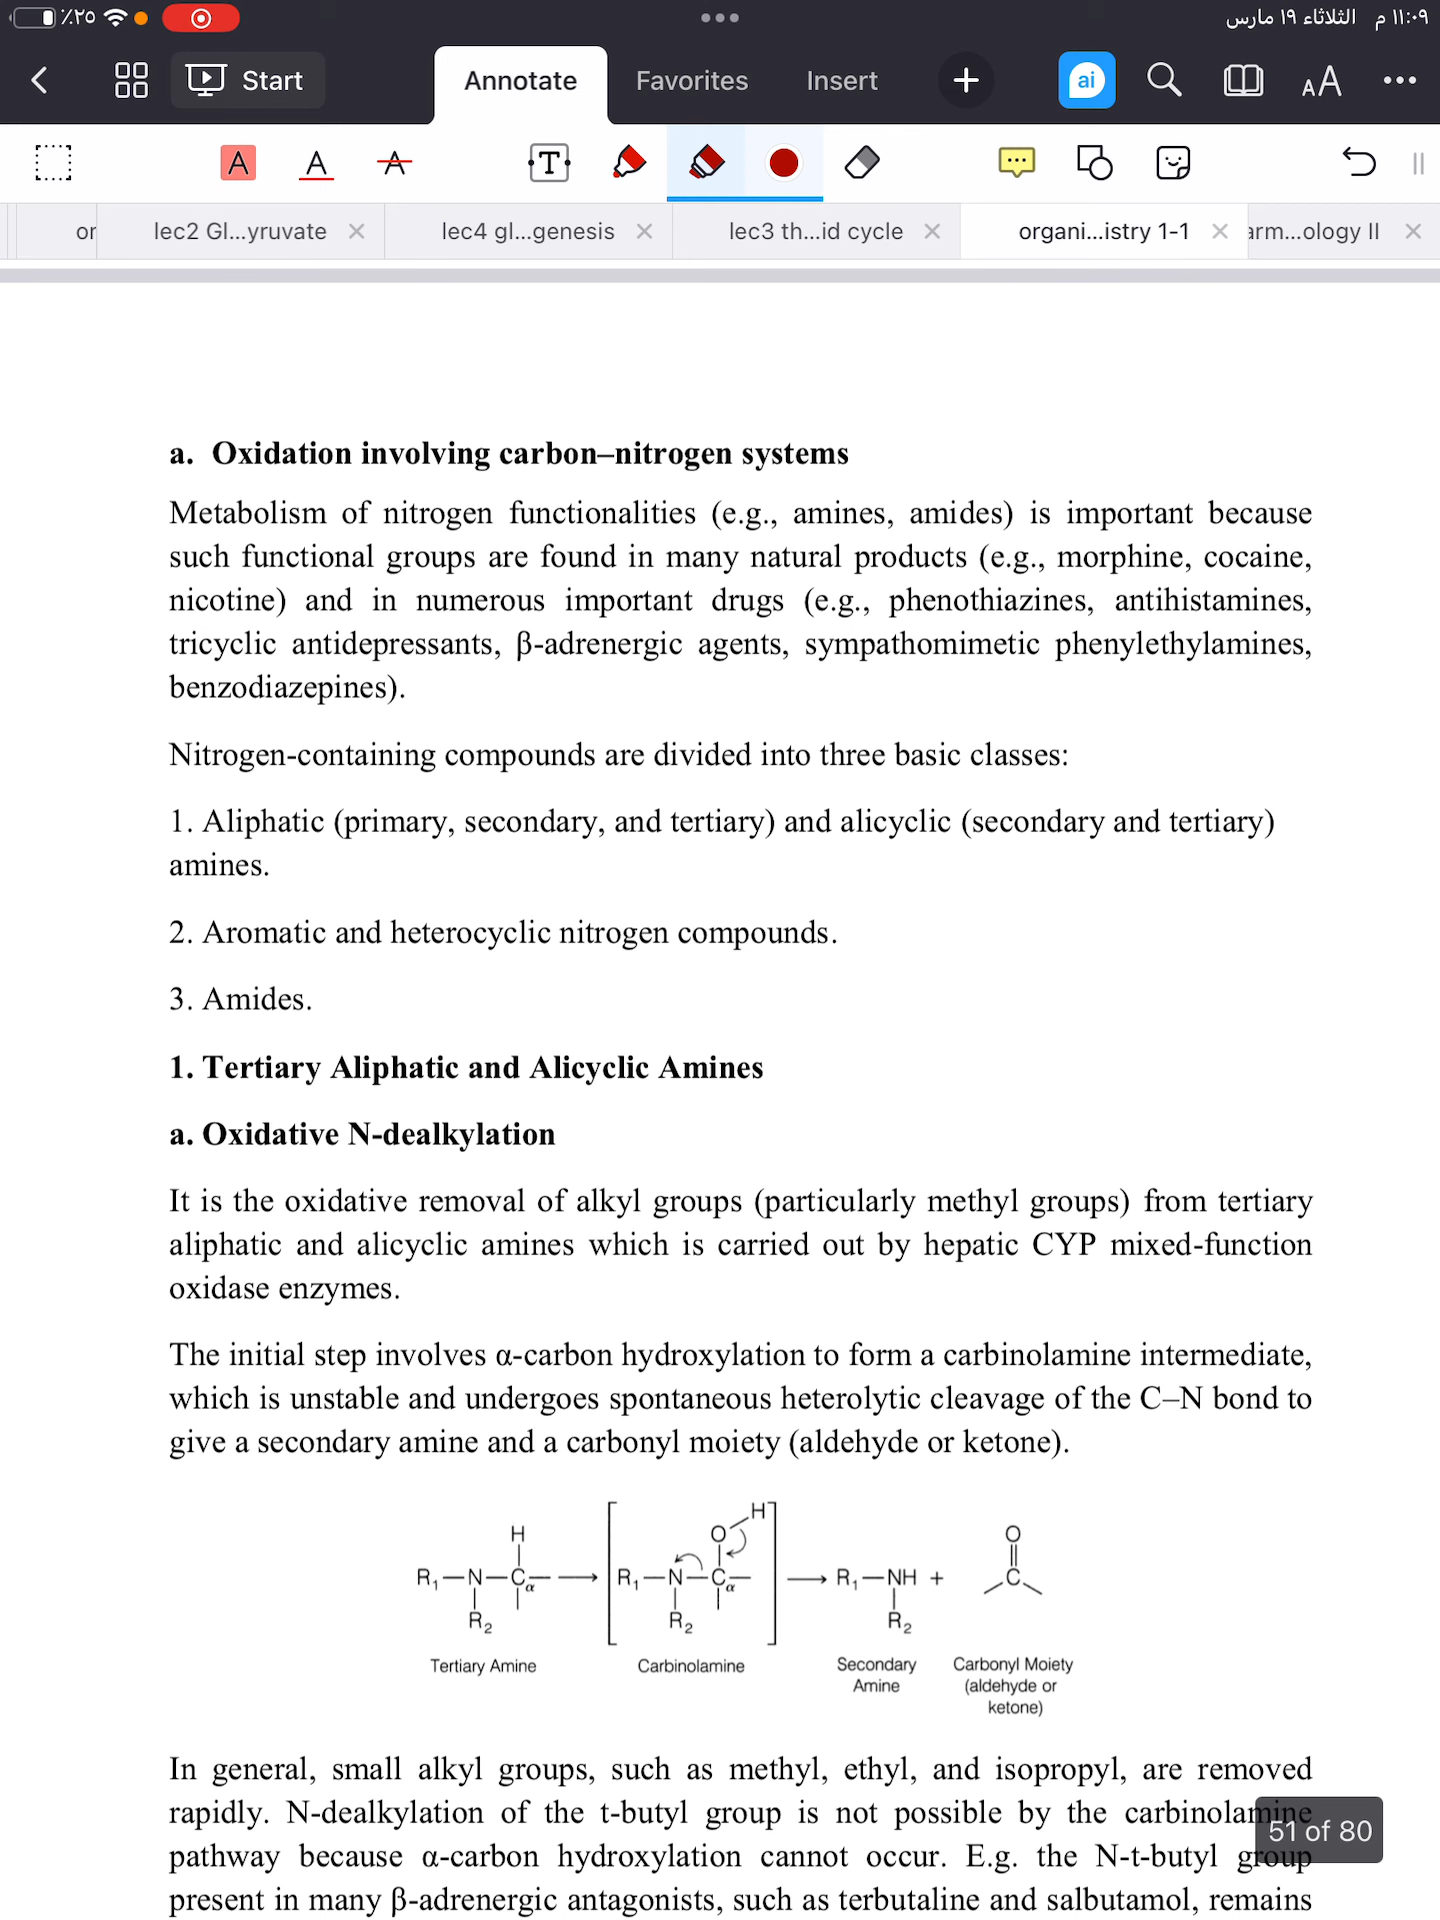 ٪٢٥
١١:٠٩ م الثلاثاء ١٩ مارس
Start
Annotate
Favorites
Insert
ai
AA
A A A T
or
lec2 Gl...yruvate
lec4 gl...genesis
lec3 th...id cycle
organi...istry 1-1
arm...ology II
a. Oxidation involving carbon–nitrogen systems
Metabolism of nitrogen functionalities (e.g., amines, amides) is important because
such functional groups are found in many natural products (e.g., morphine, cocaine,
nicotine) and in numerous important drugs (e.g., phenothiazines, antihistamines,
tricyclic antidepressants, β-adrenergic agents, sympathomimetic phenylethylamines,
benzodiazepines).
Nitrogen-containing compounds are divided into three basic classes:
1. Aliphatic (primary, secondary, and tertiary) and alicyclic (secondary and tertiary)
amines.
2. Aromatic and heterocyclic nitrogen compounds.
3. Amides.
1. Tertiary Aliphatic and Alicyclic Amines
a. Oxidative N-dealkylation
It is the oxidative removal of alkyl groups (particularly methyl groups) from tertiary
aliphatic and alicyclic amines which is carried out by hepatic CYP mixed-function
oxidase enzymes.
The initial step involves α-carbon hydroxylation to form a carbinolamine intermediate,
which is unstable and undergoes spontaneous heterolytic cleavage of the C–N bond to
give a secondary amine and a carbonyl moiety (aldehyde or ketone).
H
O H
O
R₁—N—Cα— → [R₁—N—Cα—] → R₁—NH + C
R₂
R₂
R₂
Tertiary Amine
Carbinolamine
Secondary
Amine
Carbonyl Moiety
(aldehyde or
ketone)
In general, small alkyl groups, such as methyl, ethyl, and isopropyl, are removed
rapidly. N-dealkylation of the t-butyl group is not possible by the carbinolamine
51 of 80
pathway because α-carbon hydroxylation cannot occur. E.g. the N-t-butyl group
present in many β-adrenergic antagonists, such as terbutaline and salbutamol, remains